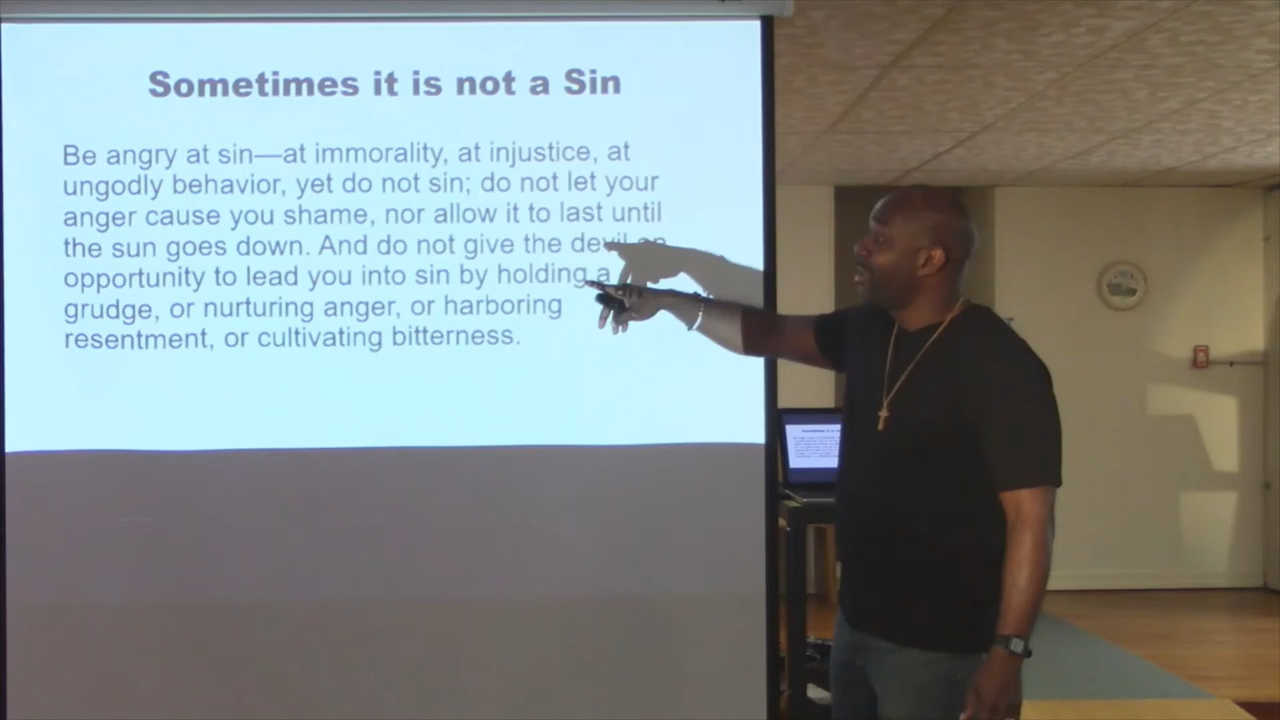 Sometimes it is not a Sin
Be angry at sin—at immorality, at injustice, at
ungodly behavior, yet do not sin; do not let your
anger cause you shame, nor allow it to last until
the sun goes down. And do not give the devil an
opportunity to lead you into sin by holding a
grudge, or nurturing anger, or harboring
resentment, or cultivating bitterness.